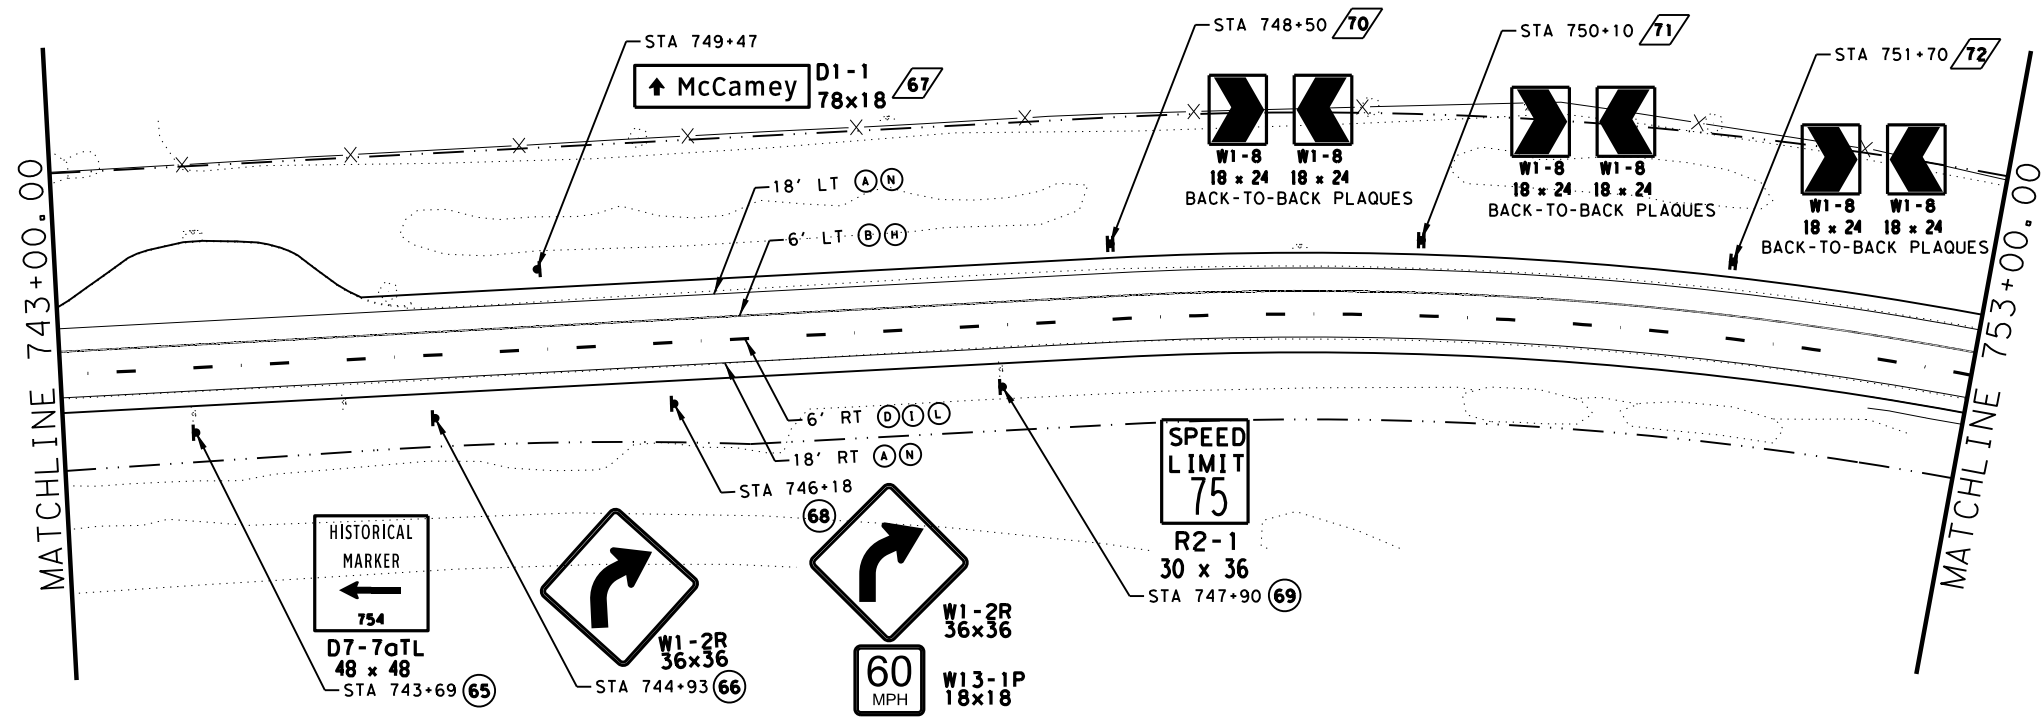 MATCHLINE 743+00.00
STA 749+47
McCamey
D1-1
78x18
67
STA 748+50 70
W1-8 W1-8
18 x 24 18 x 24
BACK-TO-BACK PLAQUES
STA 750+10 71
W1-8 W1-8
18 x 24 18 x 24
BACK-TO-BACK PLAQUES
STA 751+70 72
W1-8 W1-8
18 x 24 18 x 24
BACK-TO-BACK PLAQUES
18' LT A N
6' LT B H
6' RT D I L
18' RT A N
HISTORICAL
MARKER
754
D7-7aTL
48 x 48
STA 743+69 65
W1-2R
36x36
STA 744+93 66
STA 746+18
68
W1-2R
36x36
60
MPH
W13-1P
18x18
SPEED
LIMIT
75
R2-1
30 x 36
STA 747+90 69
MATCHLINE 753+00.00